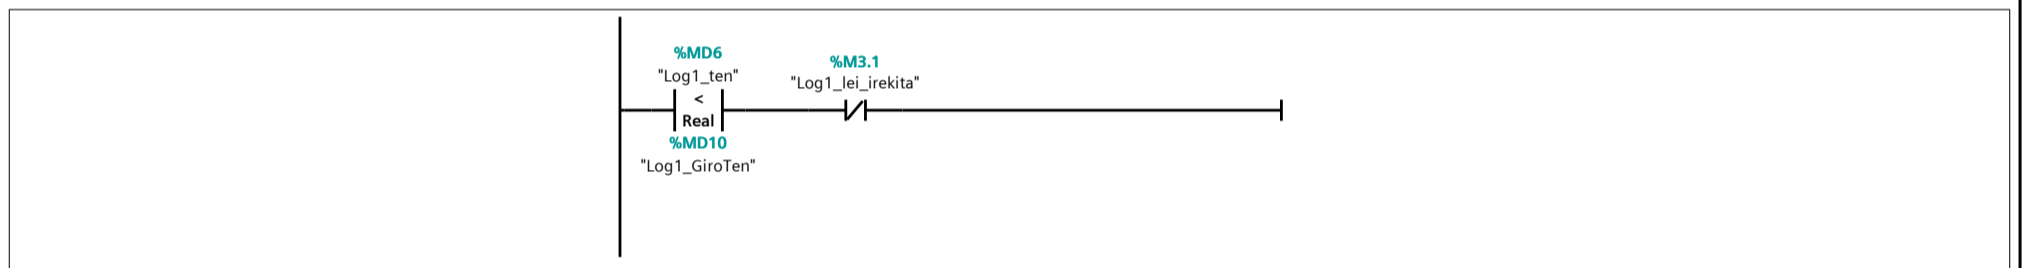 %MD6
"Log1_ten"
<
Real
%MD10
"Log1_GiroTen"
%M3.1
"Log1_lei_irekita"